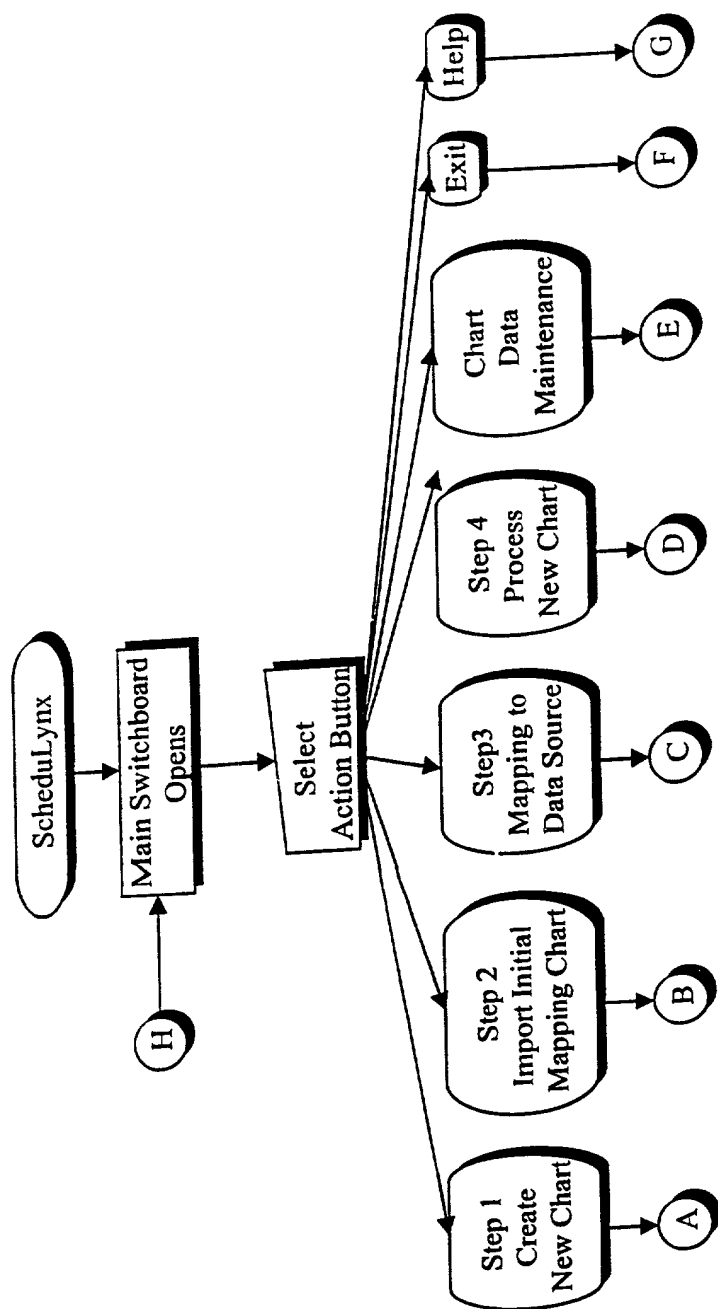 ScheduLynx
H
Main Switchboard
Opens
Select
Action Button
Step 1
Create
New Chart
Step 2
Import Initial
Mapping Chart
Step3
Mapping to
Data Source
Step 4
Process
New Chart
Chart
Data
Maintenance
Exit
Help
A
B
C
D
E
F
G